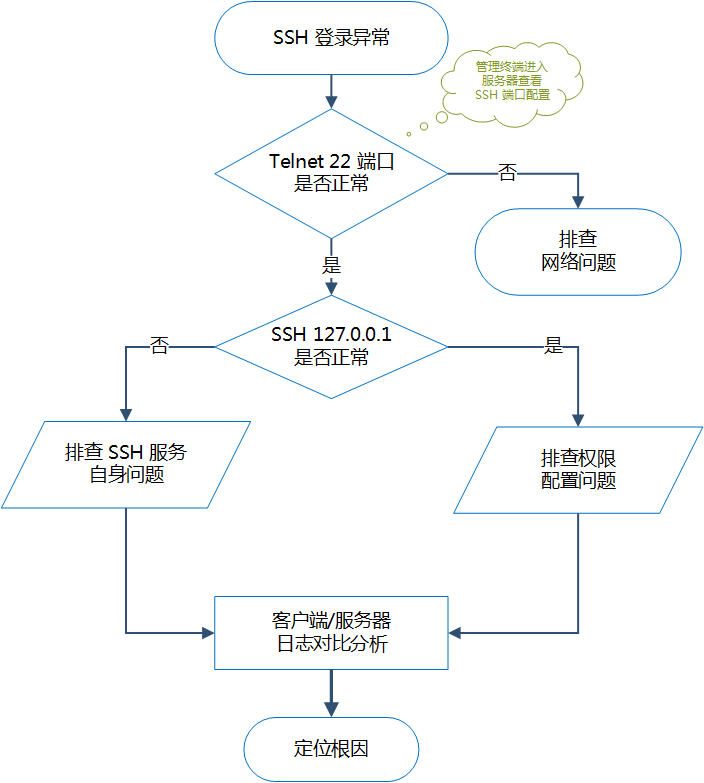 SSH 登录异常
管理终端进入
服务器查看
SSH 端口配置
Telnet 22 端口
是否正常
否
排查
网络问题
是
SSH 127.0.0.1
是否正常
否
是
排查 SSH 服务
自身问题
排查权限
配置问题
客户端/服务器
日志对比分析
定位根因